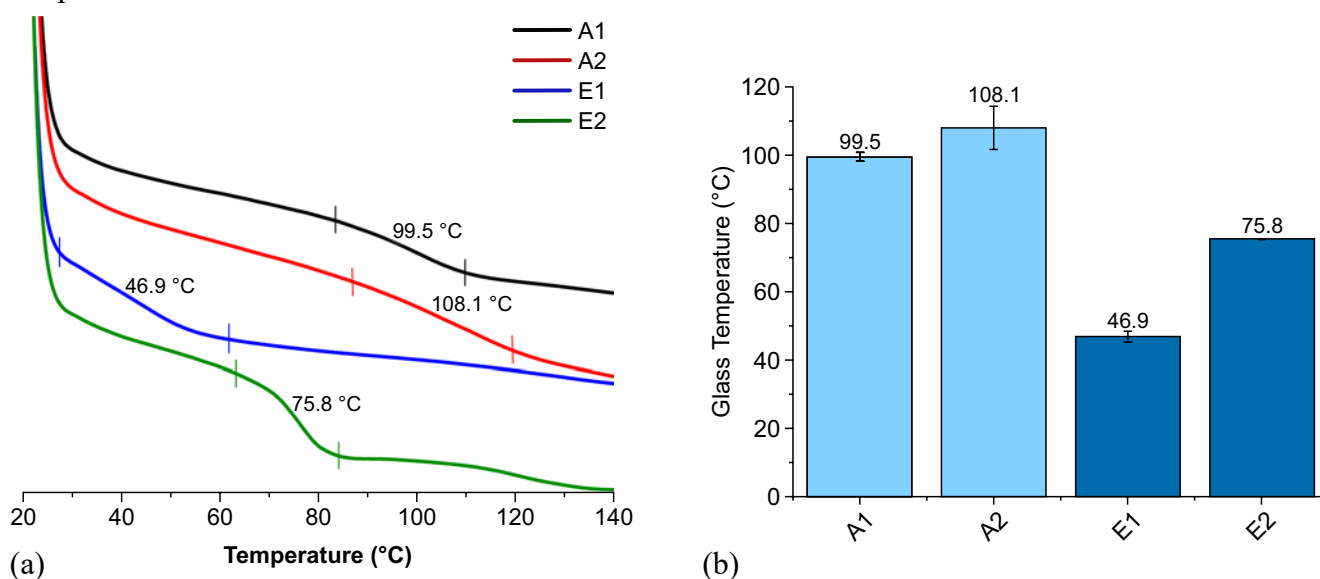 A1
A2
E1
E2
99.5 °C
108.1 °C
46.9 °C
75.8 °C
20 40 60 80 100 120 140
Temperature (°C)
(a)
Glass Temperature (°C)
120
100
80
60
40
20
0
99.5
108.1
46.9
75.8
A1 A2 E1 E2
(b)